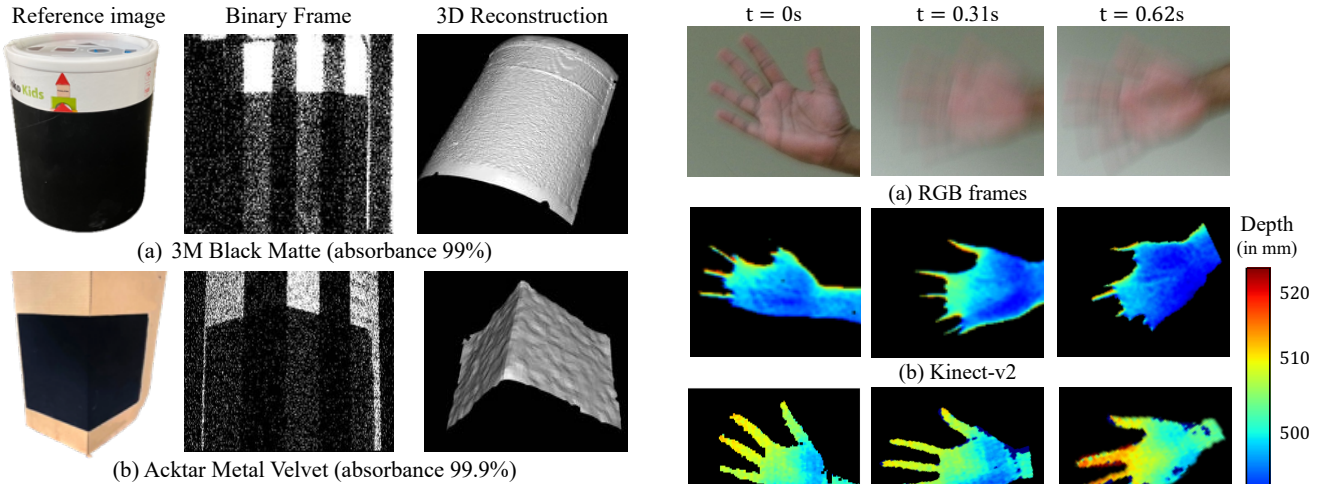 Reference image
Binary Frame
3D Reconstruction
Kids
(a) 3M Black Matte (absorbance 99%)
(b) Acktar Metal Velvet (absorbance 99.9%)
t = 0s
t = 0.31s
t = 0.62s
(a) RGB frames
(b) Kinect-v2
Depth
(in mm)
520
510
500